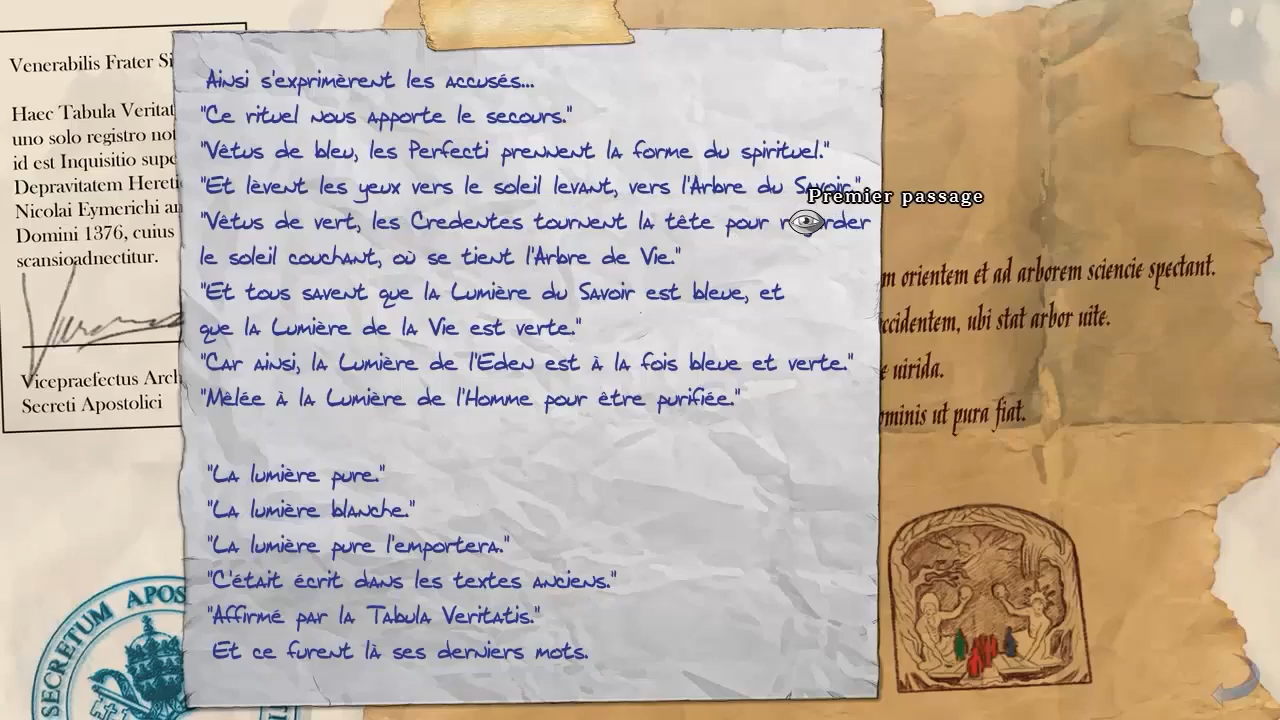 Venerabilis Frater Si
Haec Tabula Veritat
uno solo registro not
id est Inquisitio supe
Depravitatem Hereti
Nicolai Eymerichi an
Domini 1376, cuius
scansioadnectitur.
Vicepraefectus Arch
Secreti Apostolici
SECRETUM APOS
Ainsi s'exprimèrent les accusés...
"Ce rituel nous apporte le secours."
"Vêtus de bleu, les Perfecti prennent la forme du spirituel."
"Et lèvent les yeux vers le soleil levant, vers l'Arbre du Savoir."
Premier passage
"Vêtus de vert, les Credentes tournent la tête pour regarder
le soleil couchant, où se tient l'Arbre de Vie."
"Et tous savent que la Lumière du Savoir est bleue, et
que la Lumière de la Vie est verte."
"Car ainsi, la Lumière de l'Eden est à la fois bleue et verte."
"Mêlée à la Lumière de l'Homme pour être purifiée."
"La lumière pure."
"La lumière blanche."
"La lumière pure l'emportera."
"C'était écrit dans les textes anciens."
"Affirmé par la Tabula Veritatis."
Et ce furent là ses derniers mots.
m orientem et ad arborem sciencie spectant.
ccidentem, ubi stat arbor uite.
e uirida.
ominis ut pura fiat.